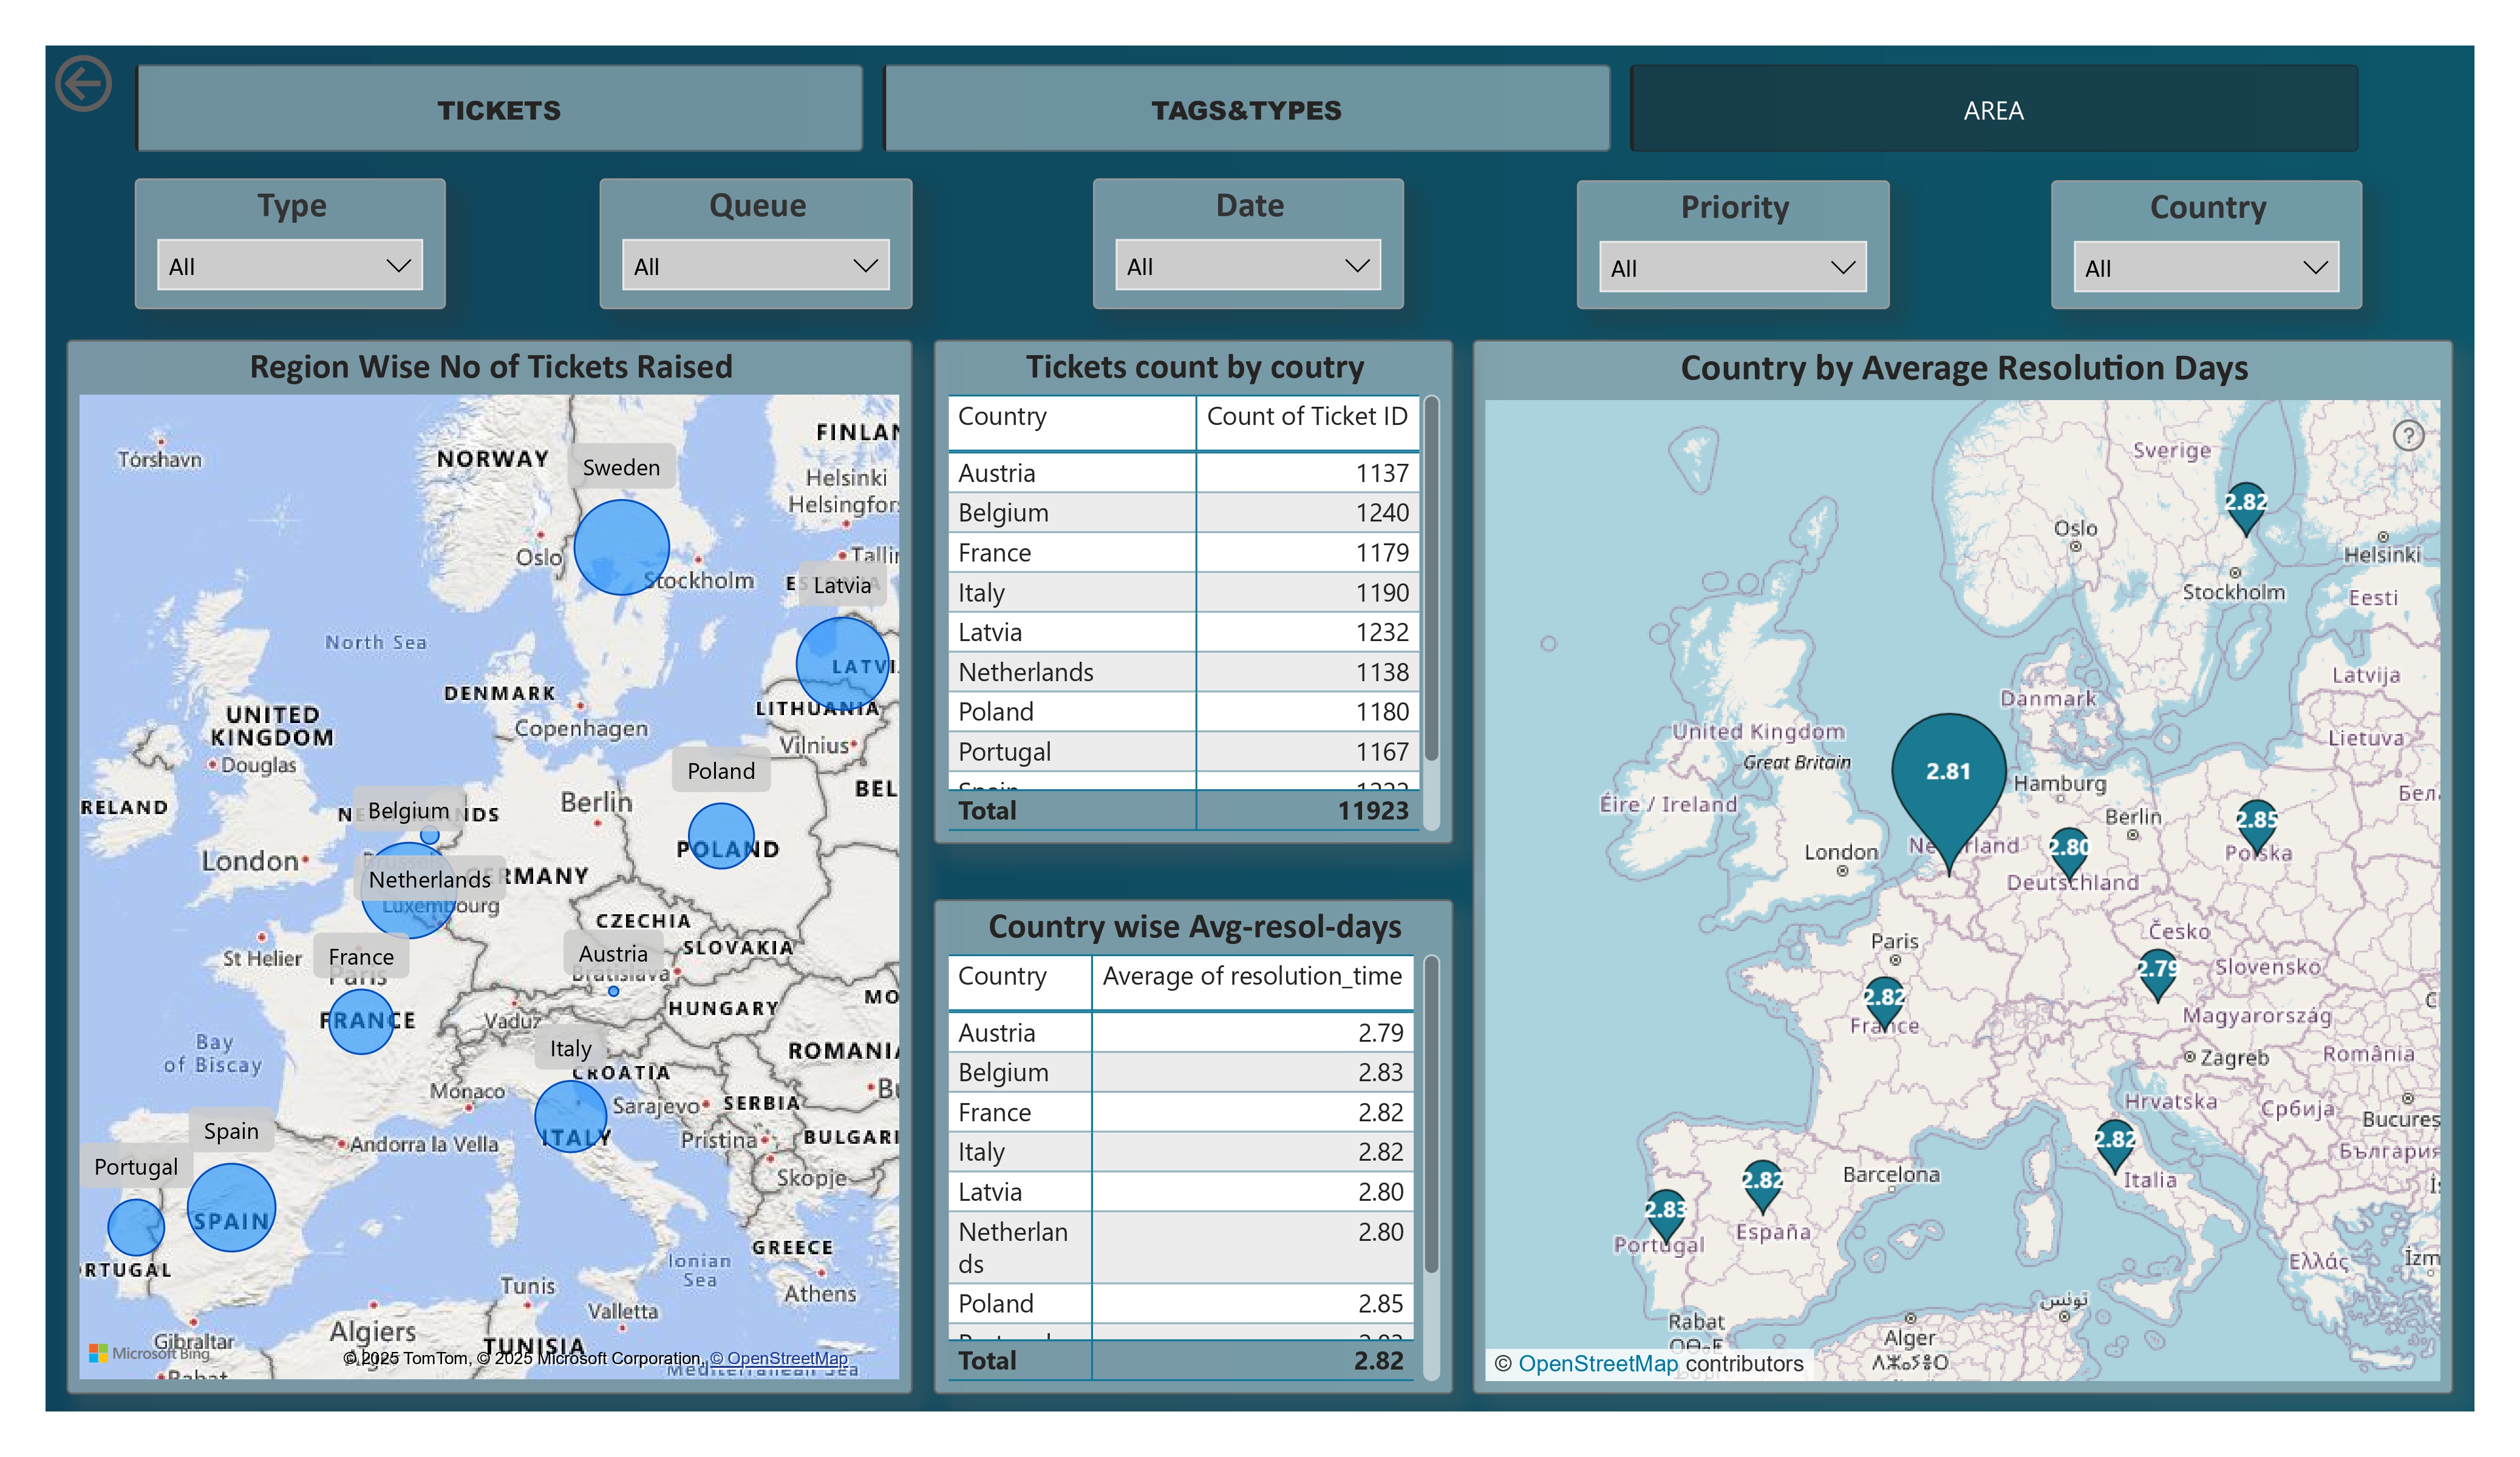 TICKETS
TAGS&TYPES
AREA
Type
All
Queue
All
Date
All
Priority
All
Country
All
Region Wise No of Tickets Raised
Tórshavn
NORWAY
Sweden
FINLAN
Helsinki
Helsingfor
Oslo
Stockholm
Tallin
Latvia
LATVI
North Sea
DENMARK
LITHUANIA
Copenhagen
Vilnius
UNITED
KINGDOM
Douglas
Poland
RELAND
Belgium
Berlin
BEL
London
POLAND
Netherlands
RMANY
Luxembourg
CZECHIA
SLOVAKIA
St Helier
France
Paris
Austria
Bratislava
FRANCE
Vaduz
HUNGARY
MO
Bay
of Biscay
Italy
CROATIA
ROMANIA
Monaco
Sarajevo
SERBIA
Bu
Spain
Andorra la Vella
ITALY
Pristina
BULGARI
Portugal
Skopje
SPAIN
RTUGAL
Ionian
Sea
GREECE
Athens
Tunis
Valletta
Gibraltar
Algiers
TUNISIA
Microsoft Bing
© 2025 TomTom, © 2025 Microsoft Corporation, © OpenStreetMap
Mediterranean Sea
Rabat
Tickets count by coutry
Country Count of Ticket ID
Austria 1137
Belgium 1240
France 1179
Italy 1190
Latvia 1232
Netherlands 1138
Poland 1180
Portugal 1167
Total 11923
Country wise Avg-resol-days
Country Average of resolution_time
Austria 2.79
Belgium 2.83
France 2.82
Italy 2.82
Latvia 2.80
Netherlan
ds 2.80
Poland 2.85
Total 2.82
Country by Average Resolution Days
?
Sverige
2.82
Oslo
Helsinki
Stockholm
Eesti
Latvija
Danmark
United Kingdom
Lietuva
Great Britain
2.81
Hamburg
Éire / Ireland
Бел
Berlin
2.85
London
2.80
Polska
Deutschland
Paris
Česko
2.79
Slovensko
2.82
France
Magyarország
Zagreb
România
Hrvatska
Србија
Bucureș
2.82
България
Barcelona
2.82
Italia
2.83
España
Portugal
Ελλάς
İzm
تونس
Rabat
Alger
© OpenStreetMap contributors